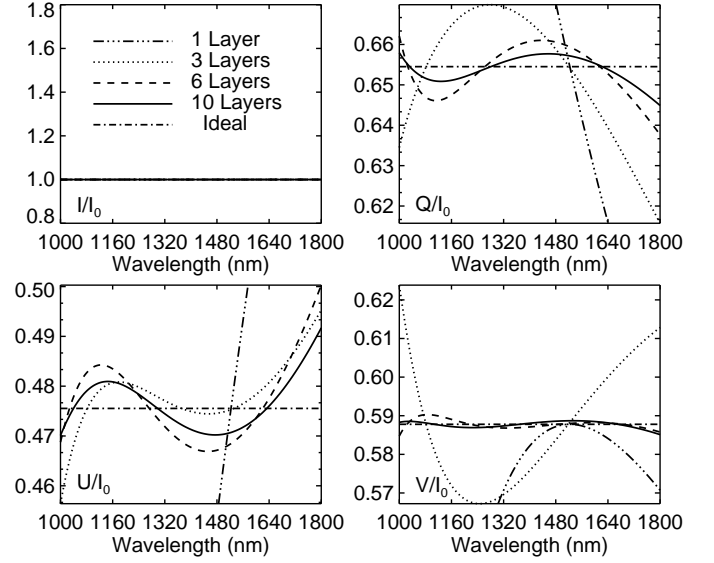 1.8
1.6
1.4
1.2
1.0
0.8
1 Layer
3 Layers
6 Layers
10 Layers
Ideal
I/I0
1000 1160 1320 1480 1640 1800
Wavelength (nm)
0.66
0.65
0.64
0.63
0.62
Q/I0
1000 1160 1320 1480 1640 1800
Wavelength (nm)
0.50
0.49
0.48
0.47
0.46
U/I0
1000 1160 1320 1480 1640 1800
Wavelength (nm)
0.62
0.61
0.60
0.59
0.58
0.57
V/I0
1000 1160 1320 1480 1640 1800
Wavelength (nm)